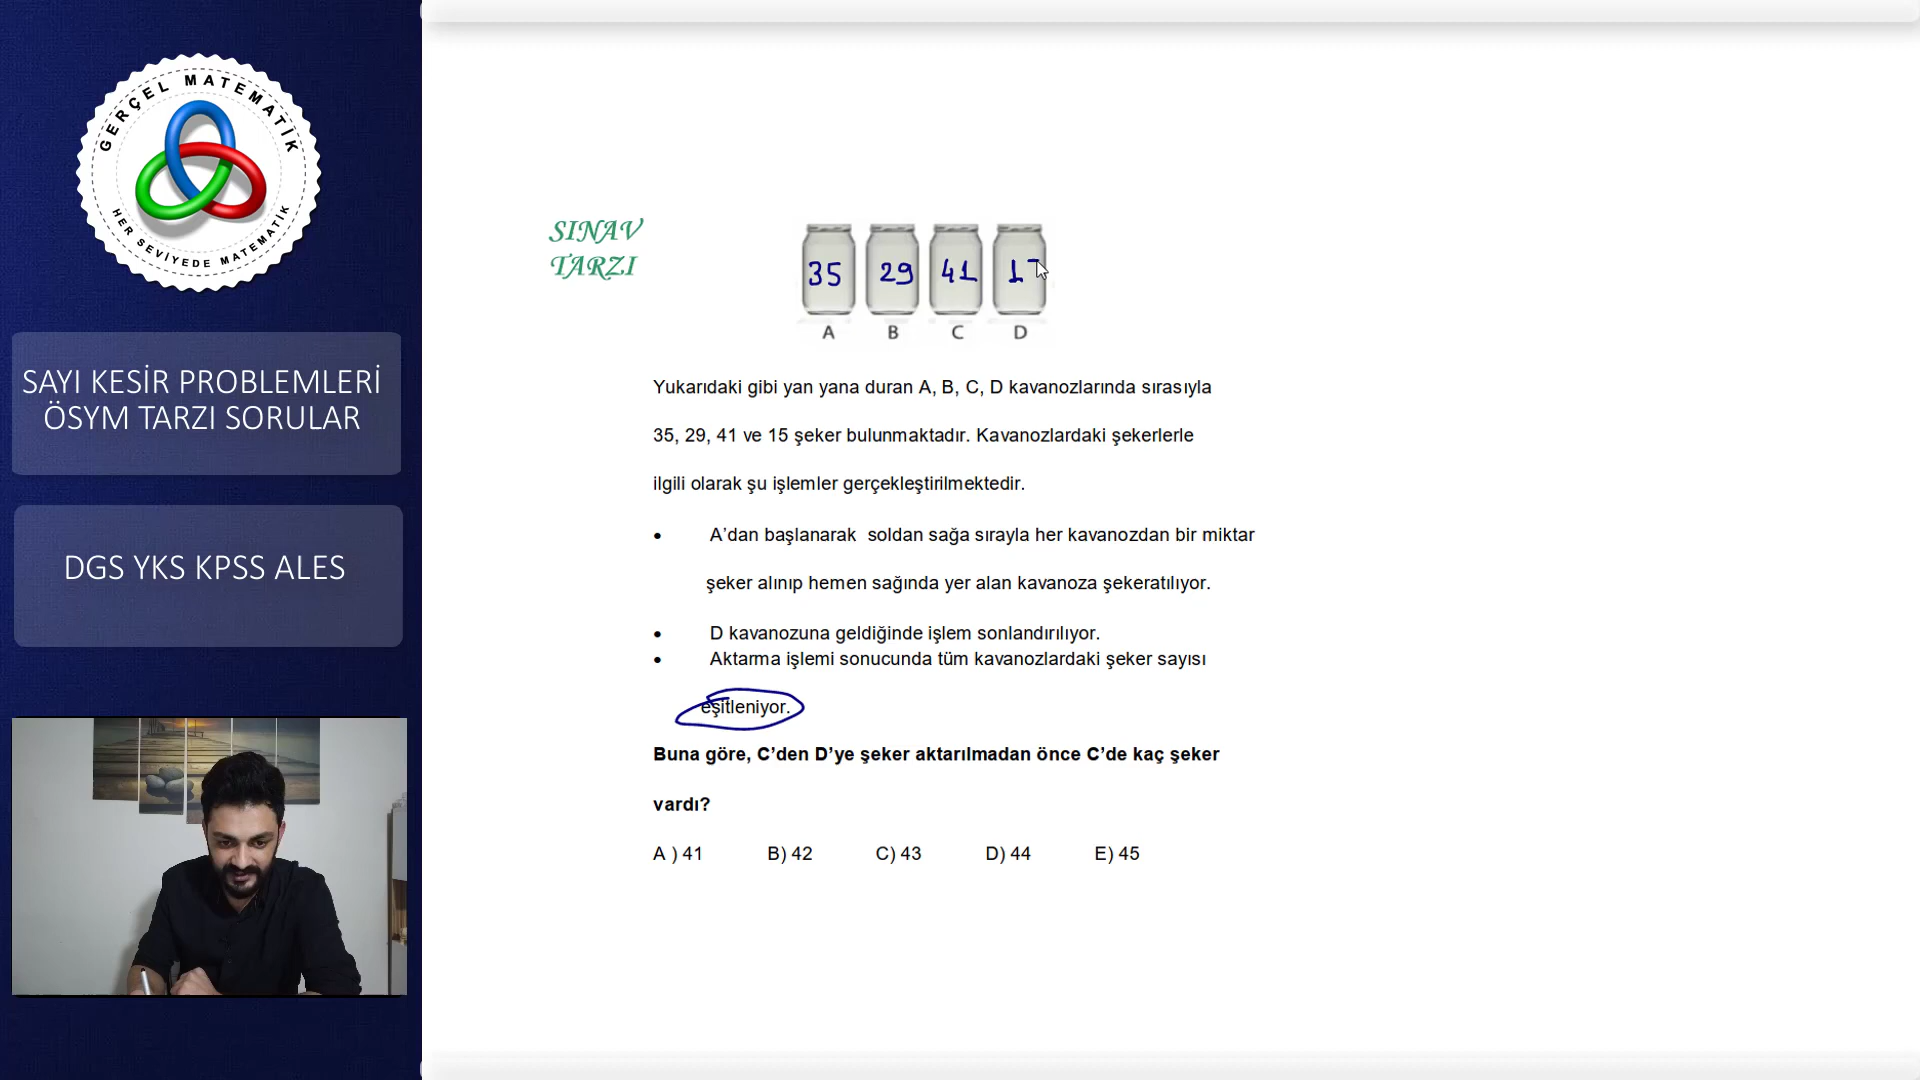 GERÇEL MATEMATİK
HER SEVİYEDE MATEMATİK
SAYI KESİR PROBLEMLERİ
ÖSYM TARZI SORULAR
DGS YKS KPSS ALES
SINAV
TARZI
35 29 41
A B C D
Yukarıdaki gibi yan yana duran A, B, C, D kavanozlarında sırasıyla
35, 29, 41 ve 15 şeker bulunmaktadır. Kavanozlardaki şekerlerle
ilgili olarak şu işlemler gerçekleştirilmektedir.
• A’dan başlanarak soldan sağa sırayla her kavanozdan bir miktar
şeker alınıp hemen sağında yer alan kavanoza şekeratılıyor.
• D kavanozuna geldiğinde işlem sonlandırılıyor.
• Aktarma işlemi sonucunda tüm kavanozlardaki şeker sayısı
eşitleniyor.
Buna göre, C’den D’ye şeker aktarılmadan önce C’de kaç şeker
vardı?
A ) 41 B) 42 C) 43 D) 44 E) 45